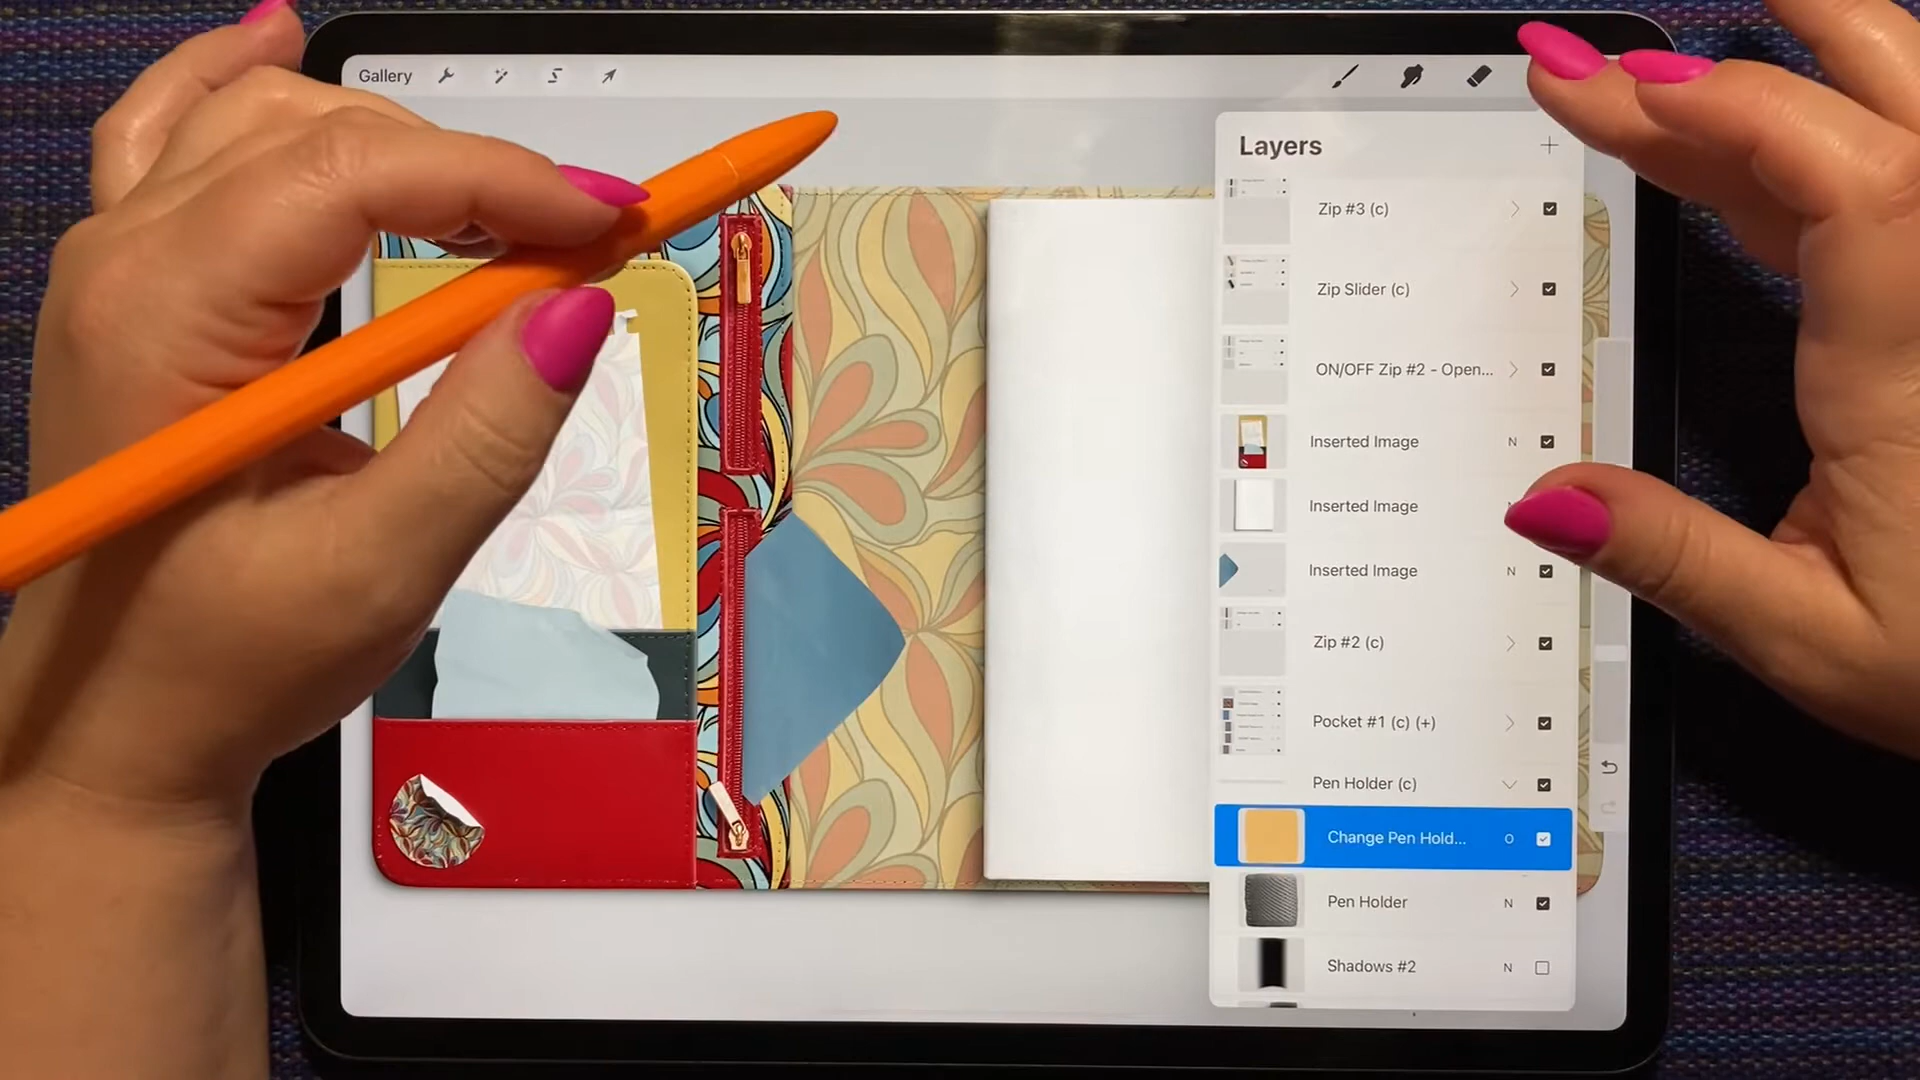 Gallery
Layers
Zip #3 (c)
Zip Slider (c)
ON/OFF Zip #2 - Open...
Inserted Image N
Inserted Image
Inserted Image N
Zip #2 (c)
Pocket #1 (c) (+)
Pen Holder (c)
Change Pen Hold... O
Pen Holder N
Shadows #2 N